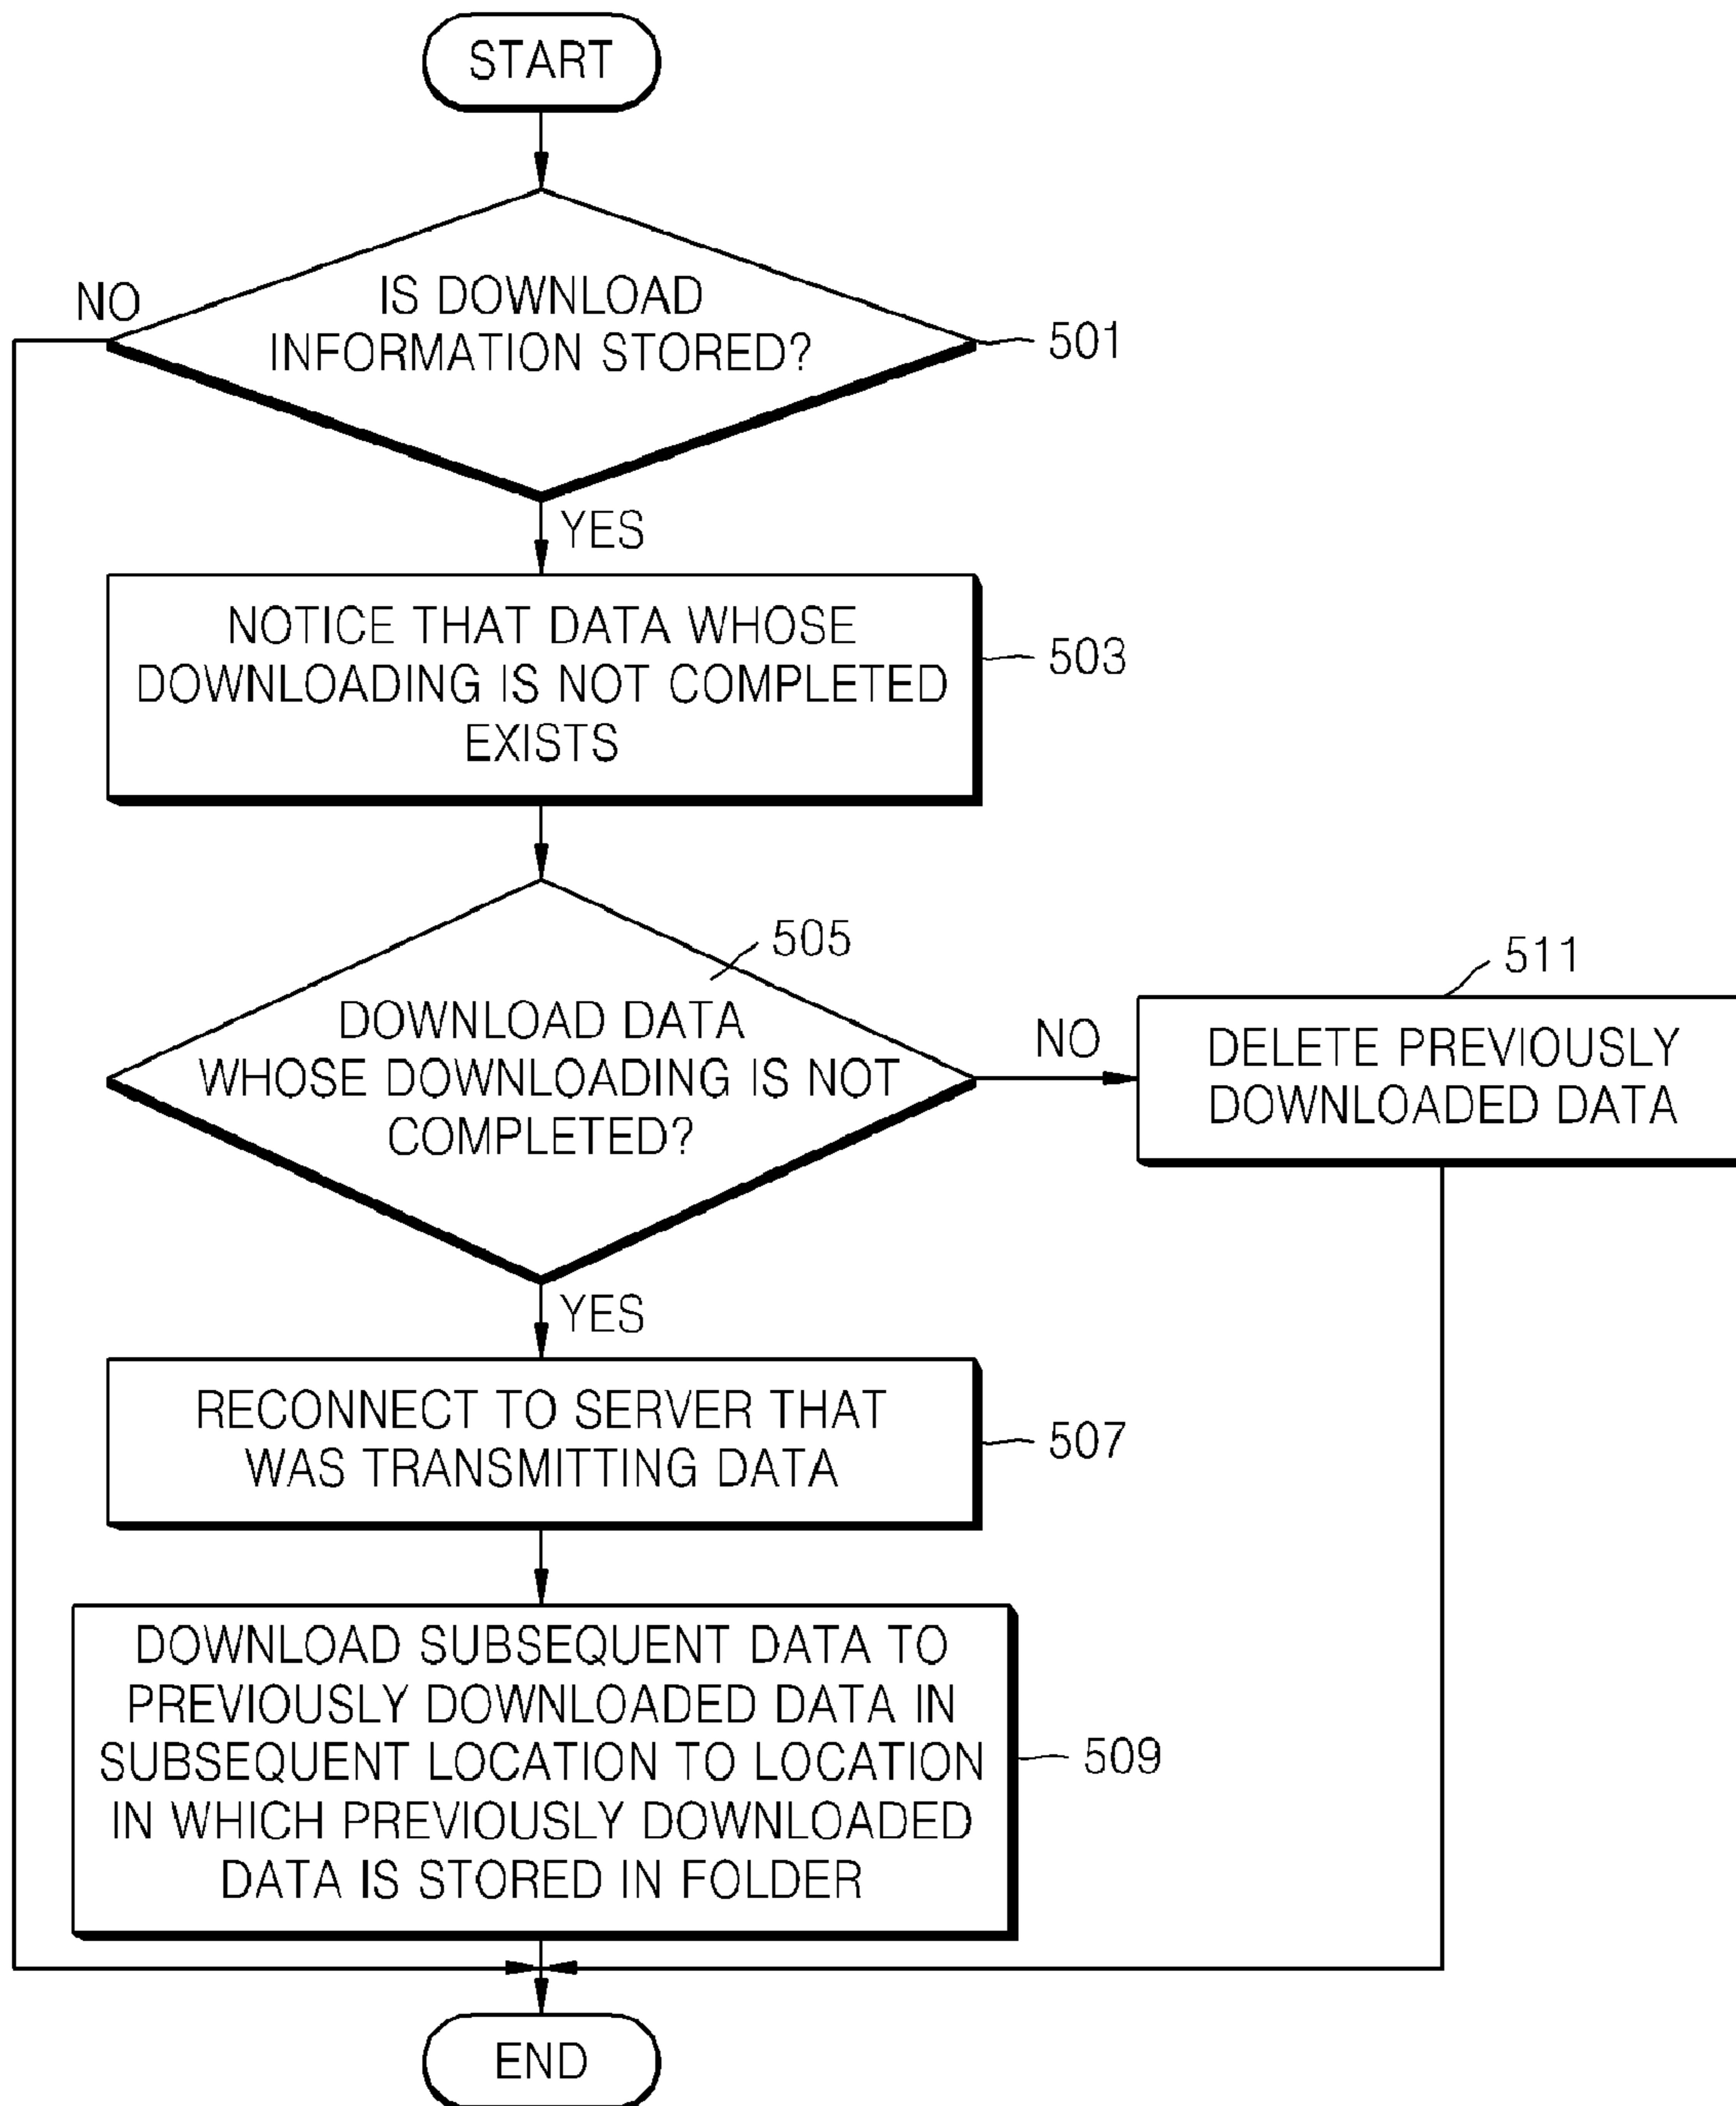 START
NO
IS DOWNLOAD
INFORMATION STORED?
501
YES
NOTICE THAT DATA WHOSE
DOWNLOADING IS NOT COMPLETED
EXISTS
503
505
DOWNLOAD DATA
WHOSE DOWNLOADING IS NOT
COMPLETED?
NO
511
DELETE PREVIOUSLY
DOWNLOADED DATA
YES
RECONNECT TO SERVER THAT
WAS TRANSMITTING DATA
507
DOWNLOAD SUBSEQUENT DATA TO
PREVIOUSLY DOWNLOADED DATA IN
SUBSEQUENT LOCATION TO LOCATION
IN WHICH PREVIOUSLY DOWNLOADED
DATA IS STORED IN FOLDER
509
END